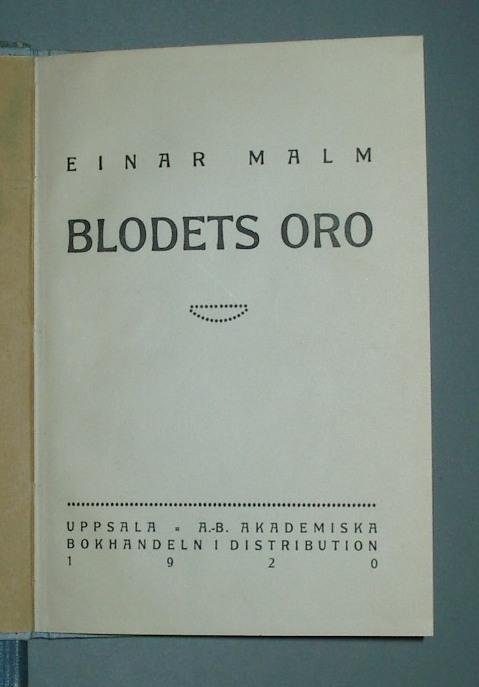 EINAR MALM
BLODETS ORO
UPPSALA = A.-B. AKADEMISKA
BOKHANDELN I DISTRIBUTION
1920